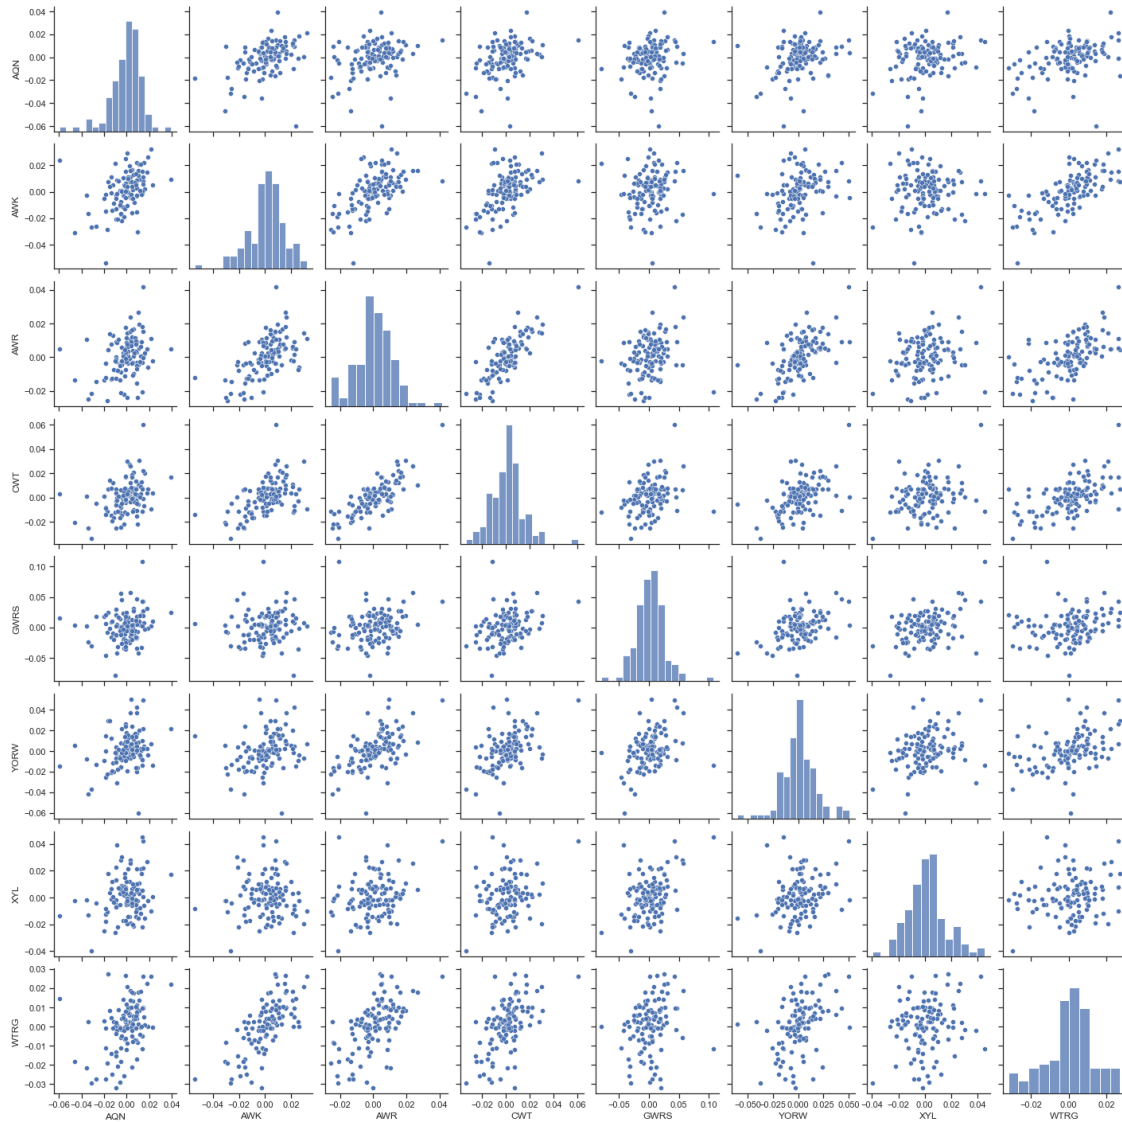 0.04
0.02
0.00
−0.02
−0.04
−0.06
AQN
0.02
0.00
−0.02
−0.04
AWK
0.04
0.02
0.00
−0.02
AWR
0.06
0.04
0.02
0.00
−0.02
CWT
0.10
0.05
0.00
−0.05
GWRS
0.04
0.02
0.00
−0.02
−0.04
−0.06
YORW
0.04
0.02
0.00
−0.02
−0.04
XYL
0.03
0.02
0.01
0.00
−0.01
−0.02
−0.03
WTRG
−0.06 −0.04 −0.02 0.00 0.02 0.04
AQN
−0.04 −0.02 0.00 0.02
AWK
−0.02 0.00 0.02 0.04
AWR
−0.02 0.00 0.02 0.04 0.06
CWT
−0.05 0.00 0.05 0.10
GWRS
−0.050 −0.025 0.000 0.025 0.050
YORW
−0.04 −0.02 0.00 0.02 0.04
XYL
−0.02 0.00 0.02
WTRG